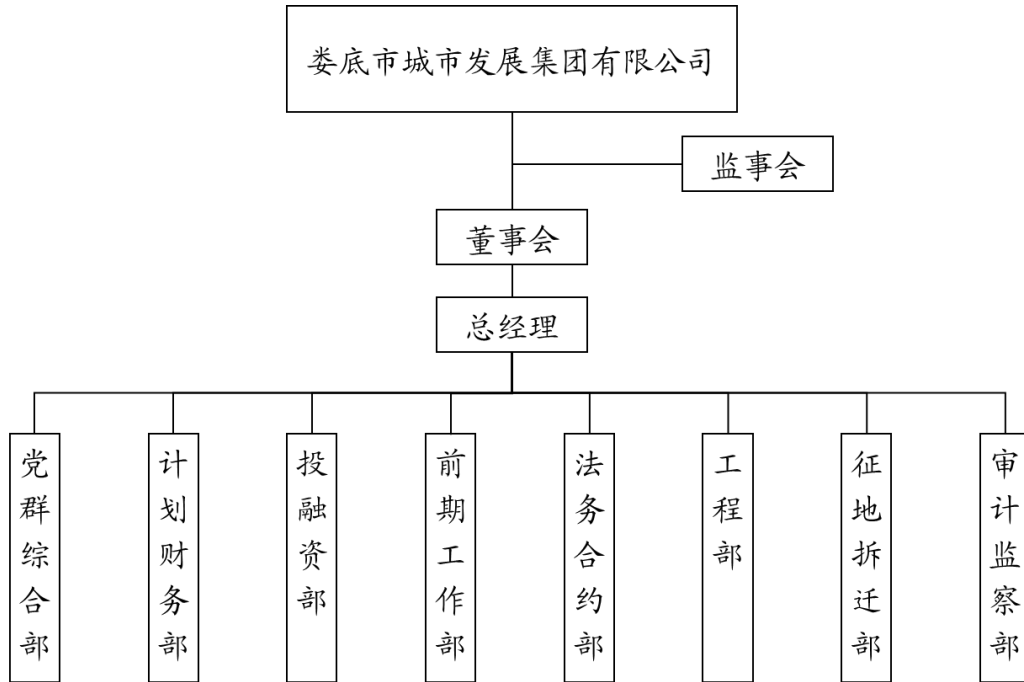 娄底市城市发展集团有限公司
监事会
董事会
总经理
党群综合部
计划财务部
投融资部
前期工作部
法务合约部
工程部
征地拆迁部
审计监察部